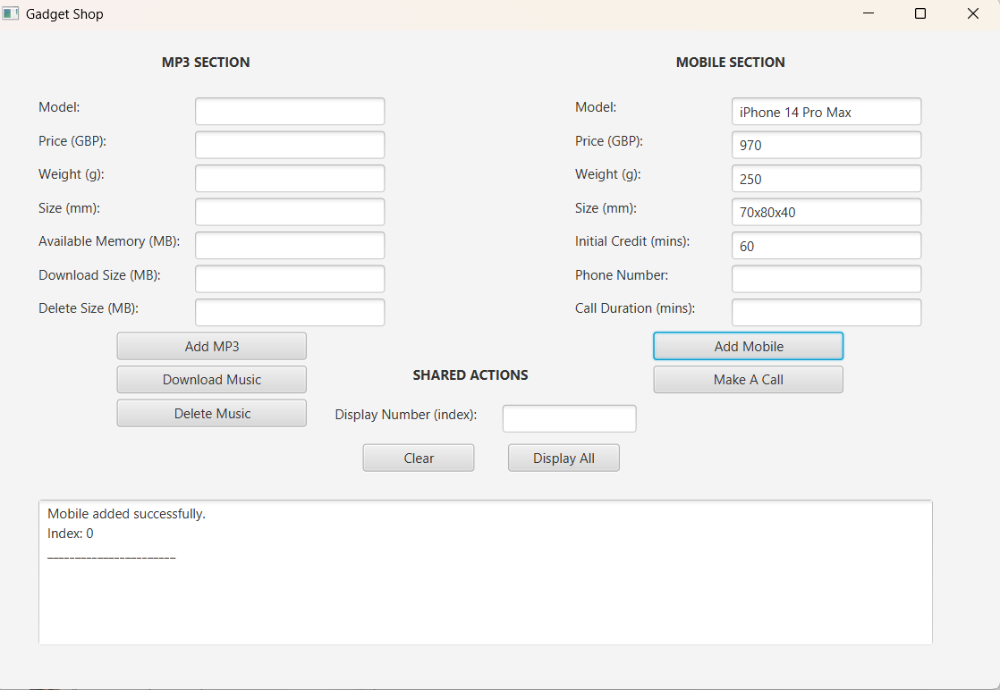 Gadget Shop
MP3 SECTION
Model:
Price (GBP):
Weight (g):
Size (mm):
Available Memory (MB):
Download Size (MB):
Delete Size (MB):
Add MP3
Download Music
Delete Music
MOBILE SECTION
Model: iPhone 14 Pro Max
Price (GBP): 970
Weight (g): 250
Size (mm): 70x80x40
Initial Credit (mins): 60
Phone Number:
Call Duration (mins):
Add Mobile
Make A Call
SHARED ACTIONS
Display Number (index):
Clear Display All
Mobile added successfully.
Index: 0
________________________